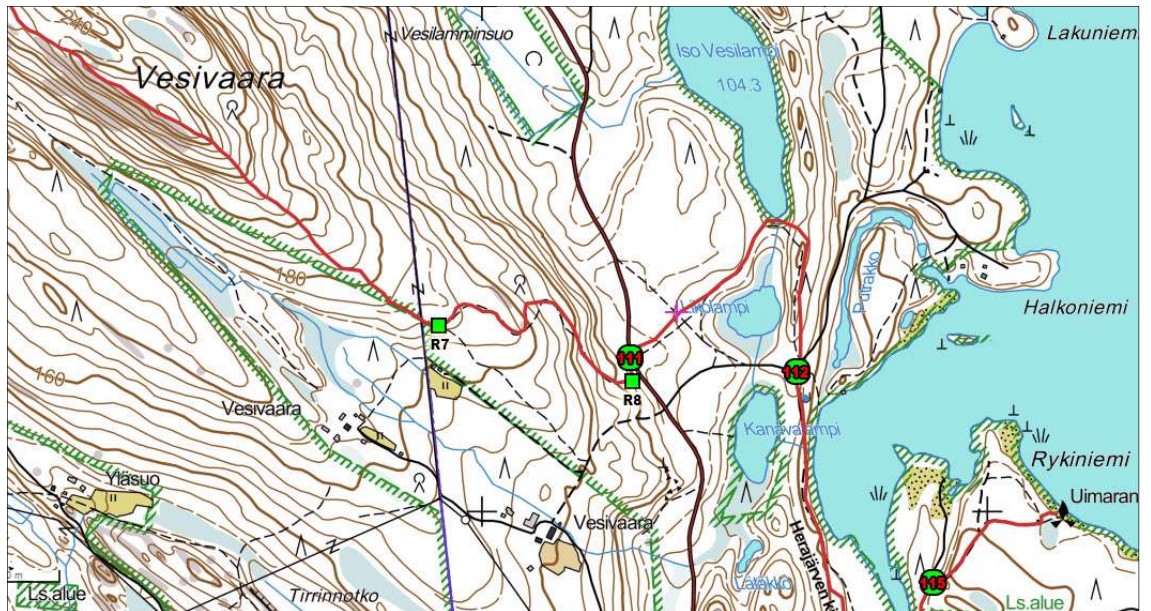 240
Vesilamminsuo
Lakuniemi
Vesivaara
Iso Vesilampi
104.3
Putrakko
180
Likolampi
Halkoniemi
R7
111
112
R8
160
Vesivaara
Kanavalampi
Rykiniemi
Yläsuo
Uimaran
Vesivaara
Herajärven k
Latakko
115
Ls.alue
Tirrinnotko
Ls.alue